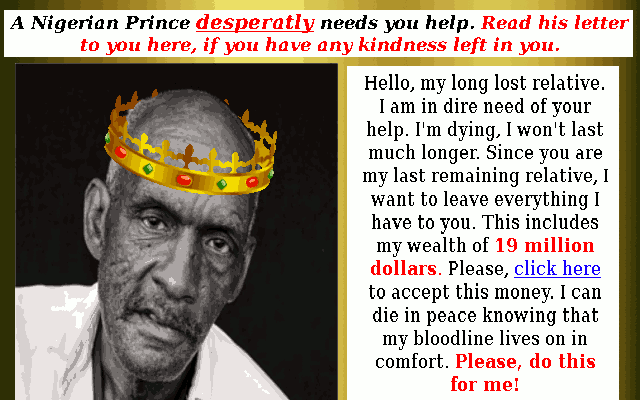 A Nigerian Prince desperatly needs you help. Read his letter
to you here, if you have any kindness left in you.
Hello, my long lost relative.
I am in dire need of your
help. I'm dying, I won't last
much longer. Since you are
my last remaining relative, I
want to leave everything I
have to you. This includes
my wealth of 19 million
dollars. Please, click here
to accept this money. I can
die in peace knowing that
my bloodline lives on in
comfort. Please, do this
for me!